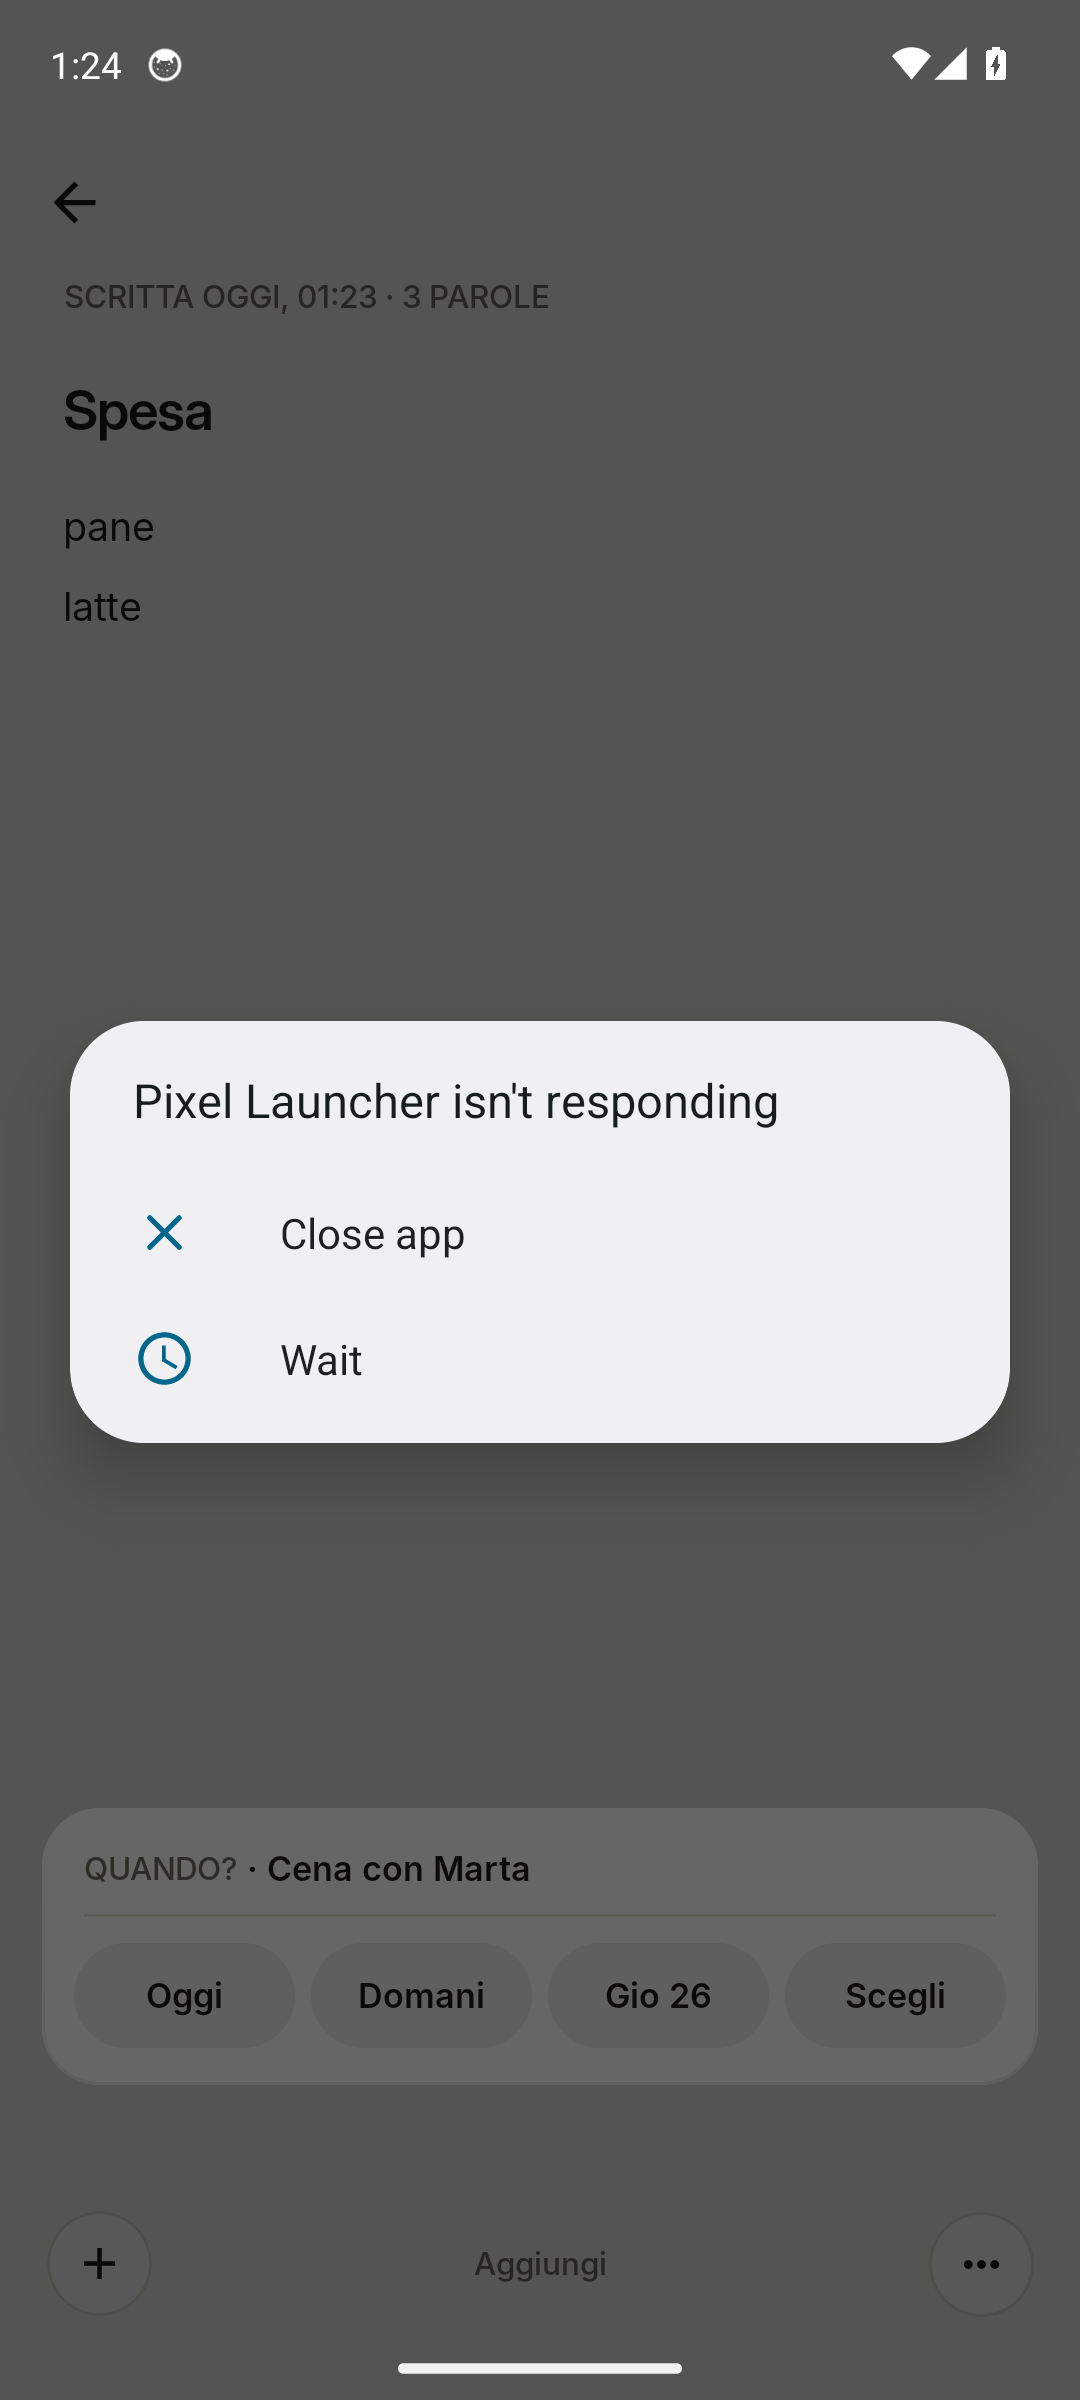 1:24
SCRITTA OGGI, 01:23 · 3 PAROLE
Spesa
pane
latte
Pixel Launcher isn't responding
Close app
Wait
QUANDO? · Cena con Marta
Oggi Domani Gio 26 Scegli
Aggiungi